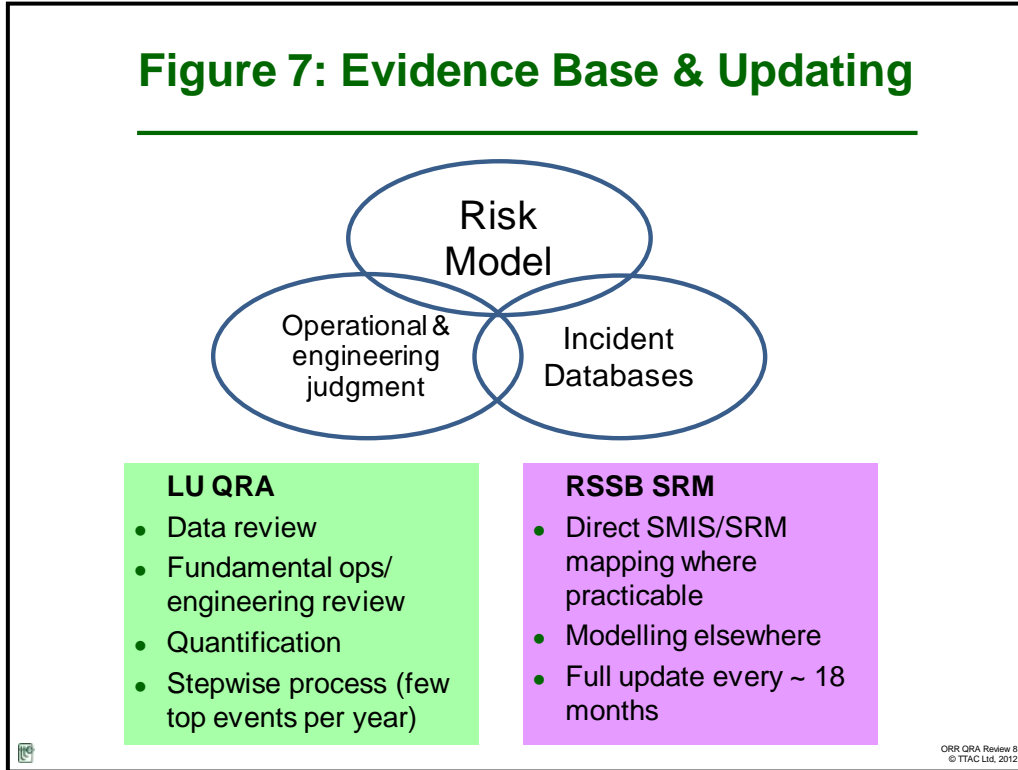 Figure 7: Evidence Base & Updating
Risk
Model
Operational &
engineering
judgment
Incident
Databases
LU QRA
● Data review
● Fundamental ops/
engineering review
● Quantification
● Stepwise process (few
top events per year)
RSSB SRM
● Direct SMIS/SRM
mapping where
practicable
● Modelling elsewhere
● Full update every ~ 18
months
ORR QRA Review 8
© TTAC Ltd, 2012